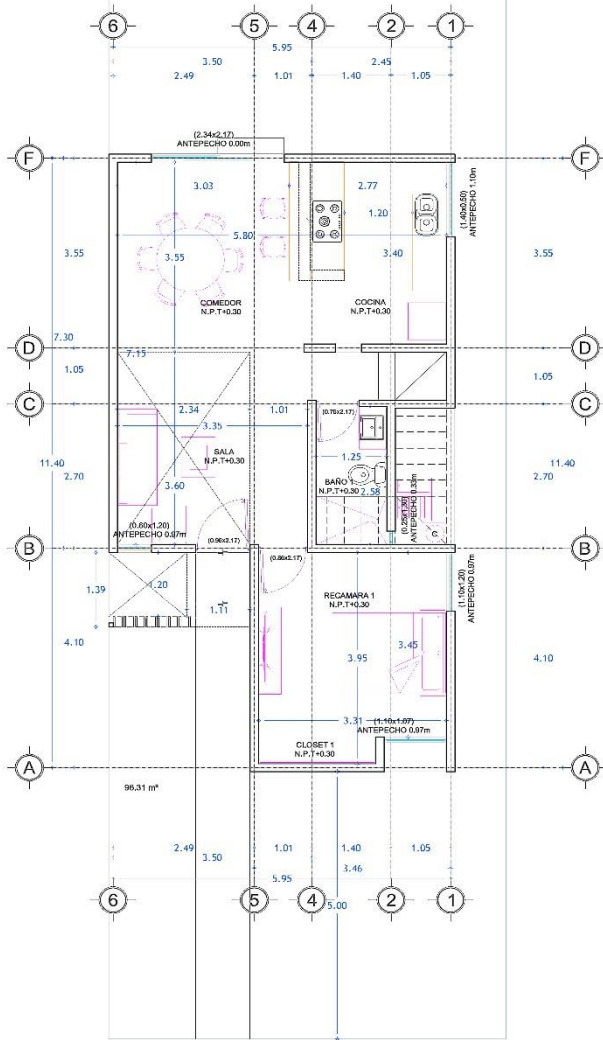 6 5 4 2 1
5.95
3.50 2.45
2.49 1.01 1.40 1.05
(2.34x2.17)
ANTEPECHO 0.00m
F F
3.03 2.77
1.20
(1.40x0.50)
ANTEPECHO 1.10m
5.80
3.55 3.55 3.40 3.55
COMEDOR
N.P.T+0.30
COCINA
N.P.T+0.30
7.30
D D
7.15
1.05 1.05
C C
2.34 1.01
(0.75x2.17)
3.35
SALA
N.P.T+0.30
1.25
11.40 11.40
2.70 2.70
3.60
BAÑO 1
N.P.T+0.30
2.58
(0.25x1.20)
ANTEPECHO 0.33m
C
(0.60x1.20)
ANTEPECHO 0.97m
(0.96x2.17)
B B
(0.86x2.17)
1.39 1.20
1.11
RECAMARA 1
N.P.T+0.30
(1.10x1.20)
ANTEPECHO 0.97m
4.10 4.10
3.45
3.95
3.31
(1.10x1.07)
ANTEPECHO 0.97m
CLOSET 1
N.P.T+0.30
A A
96.31 m²
2.49 1.01 1.40 1.05
3.50 3.46
5.95
6 5 4 2 1
5.00